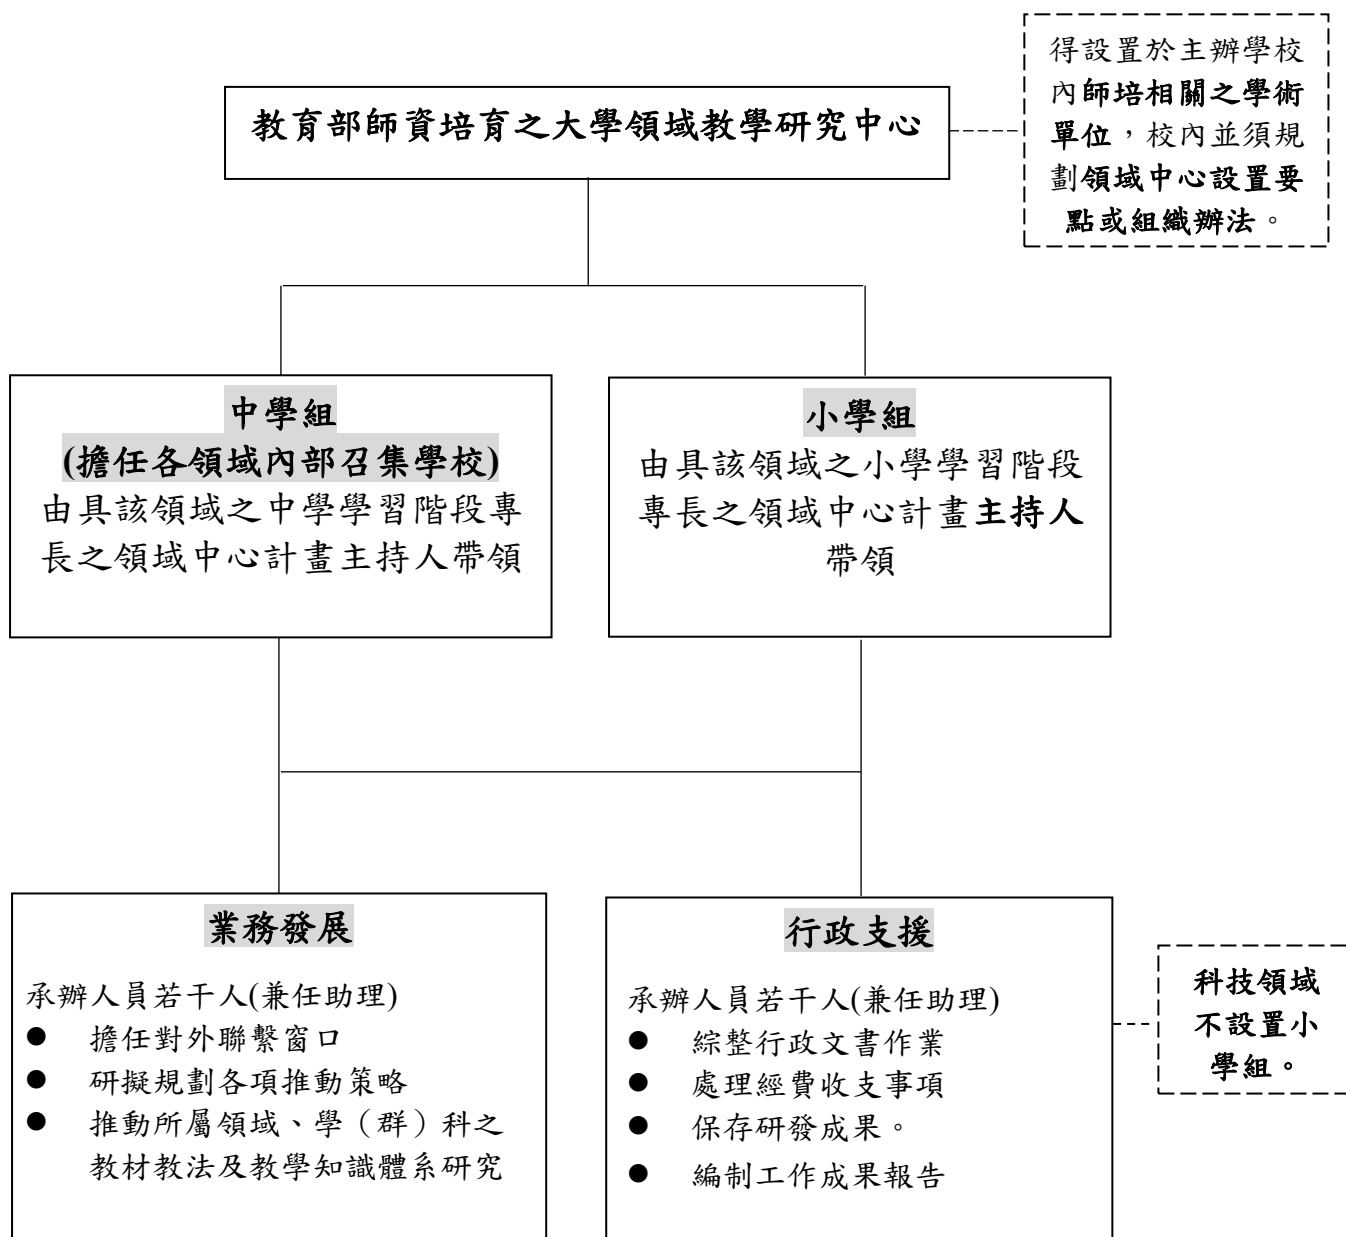 教育部師資培育之大學領域教學研究中心
得設置於主辦學校
內師培相關之學術
單位，校內並須規
劃領域中心設置要
點或組織辦法。
中學組
(擔任各領域內部召集學校)
由具該領域之中學學習階段專
長之領域中心計畫主持人帶領
小學組
由具該領域之小學學習階段
專長之領域中心計畫主持人
帶領
業務發展
承辦人員若干人(兼任助理)
● 擔任對外聯繫窗口
● 研擬規劃各項推動策略
● 推動所屬領域、學（群）科之
教材教法及教學知識體系研究
行政支援
承辦人員若干人(兼任助理)
● 綜整行政文書作業
● 處理經費收支事項
● 保存研發成果。
● 編制工作成果報告
科技領域
不設置小
學組。